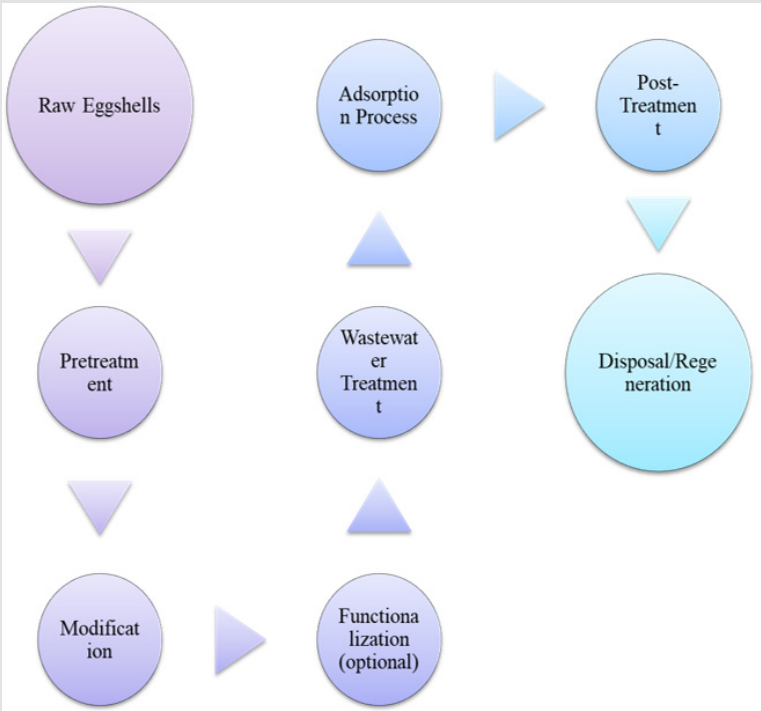 Raw Eggshells
Pretreatm
ent
Modificat
ion
Functiona
lization
(optional)
Wastewat
er
Treatmen
t
Adsorptio
n Process
Post-
Treatmen
t
Disposal/Rege
neration